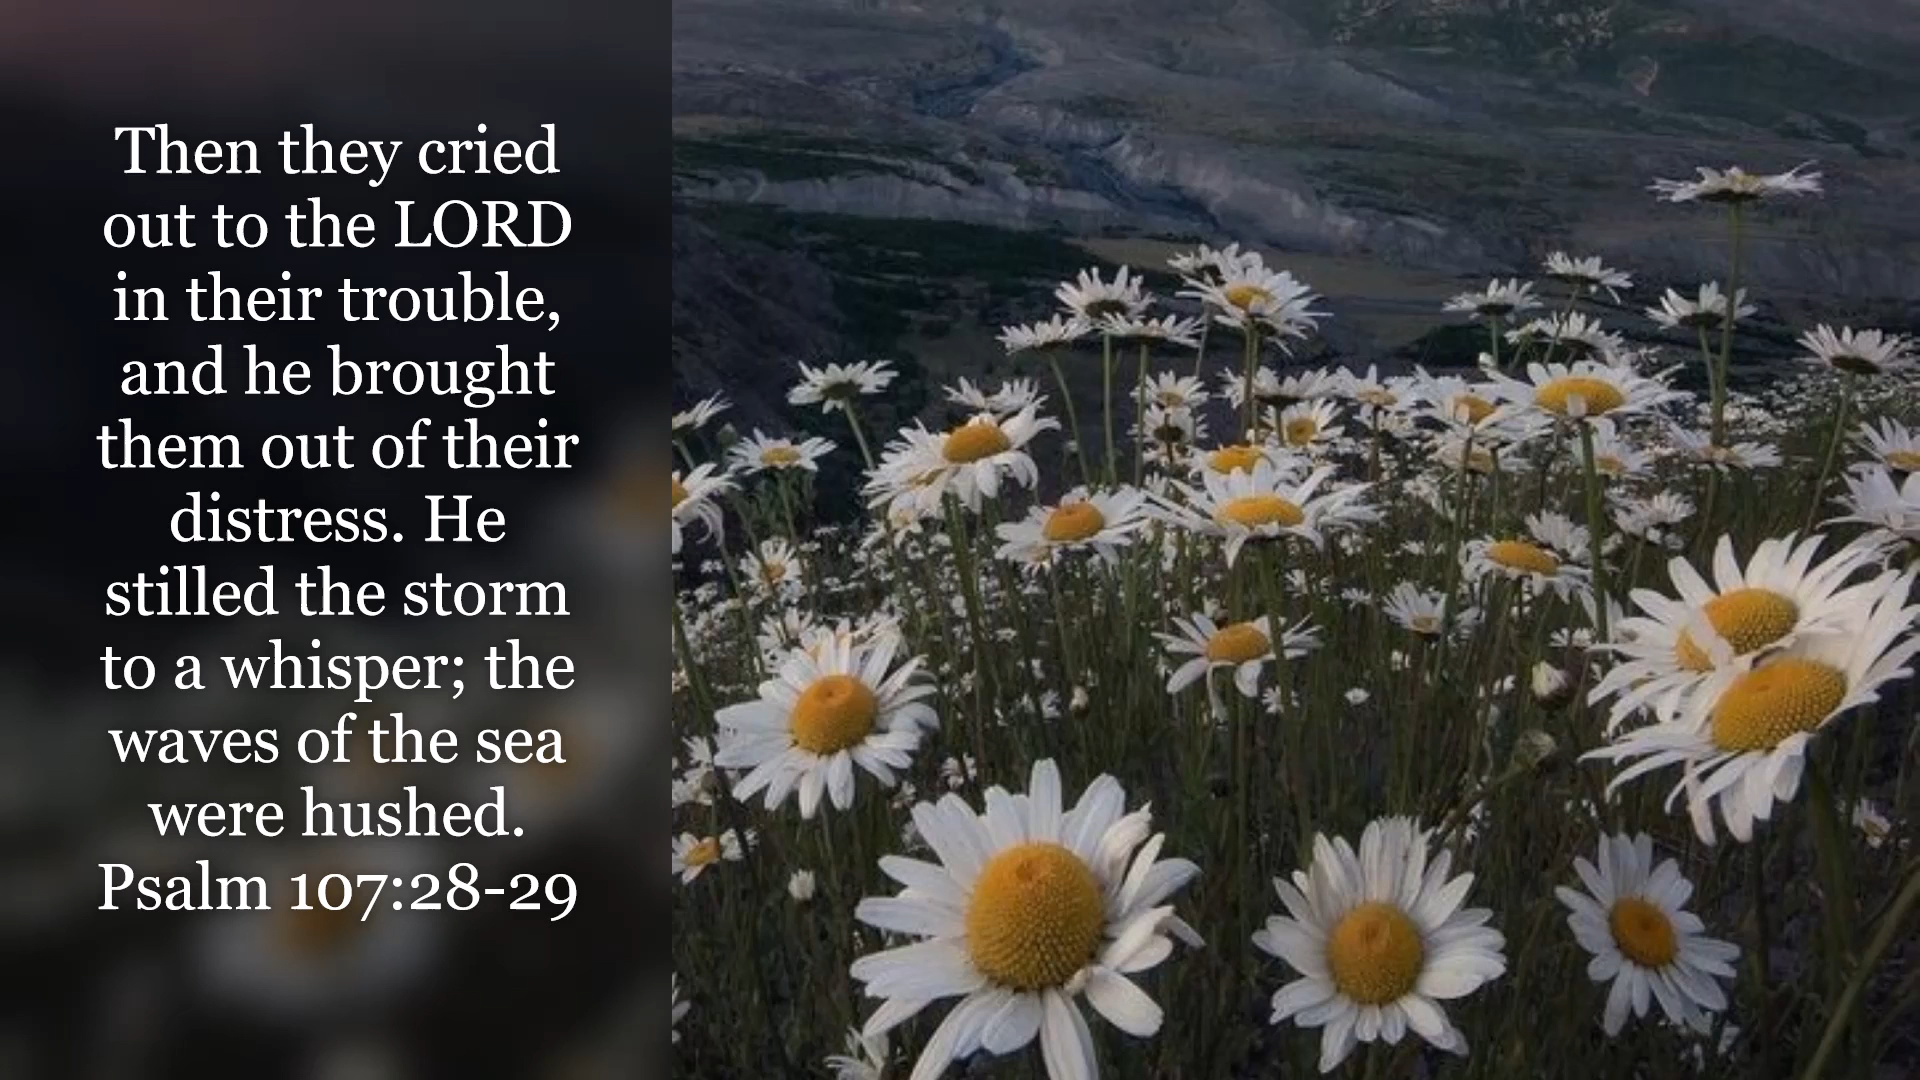 Then they cried
out to the LORD
in their trouble,
and he brought
them out of their
distress. He
stilled the storm
to a whisper; the
waves of the sea
were hushed.
Psalm 107:28-29